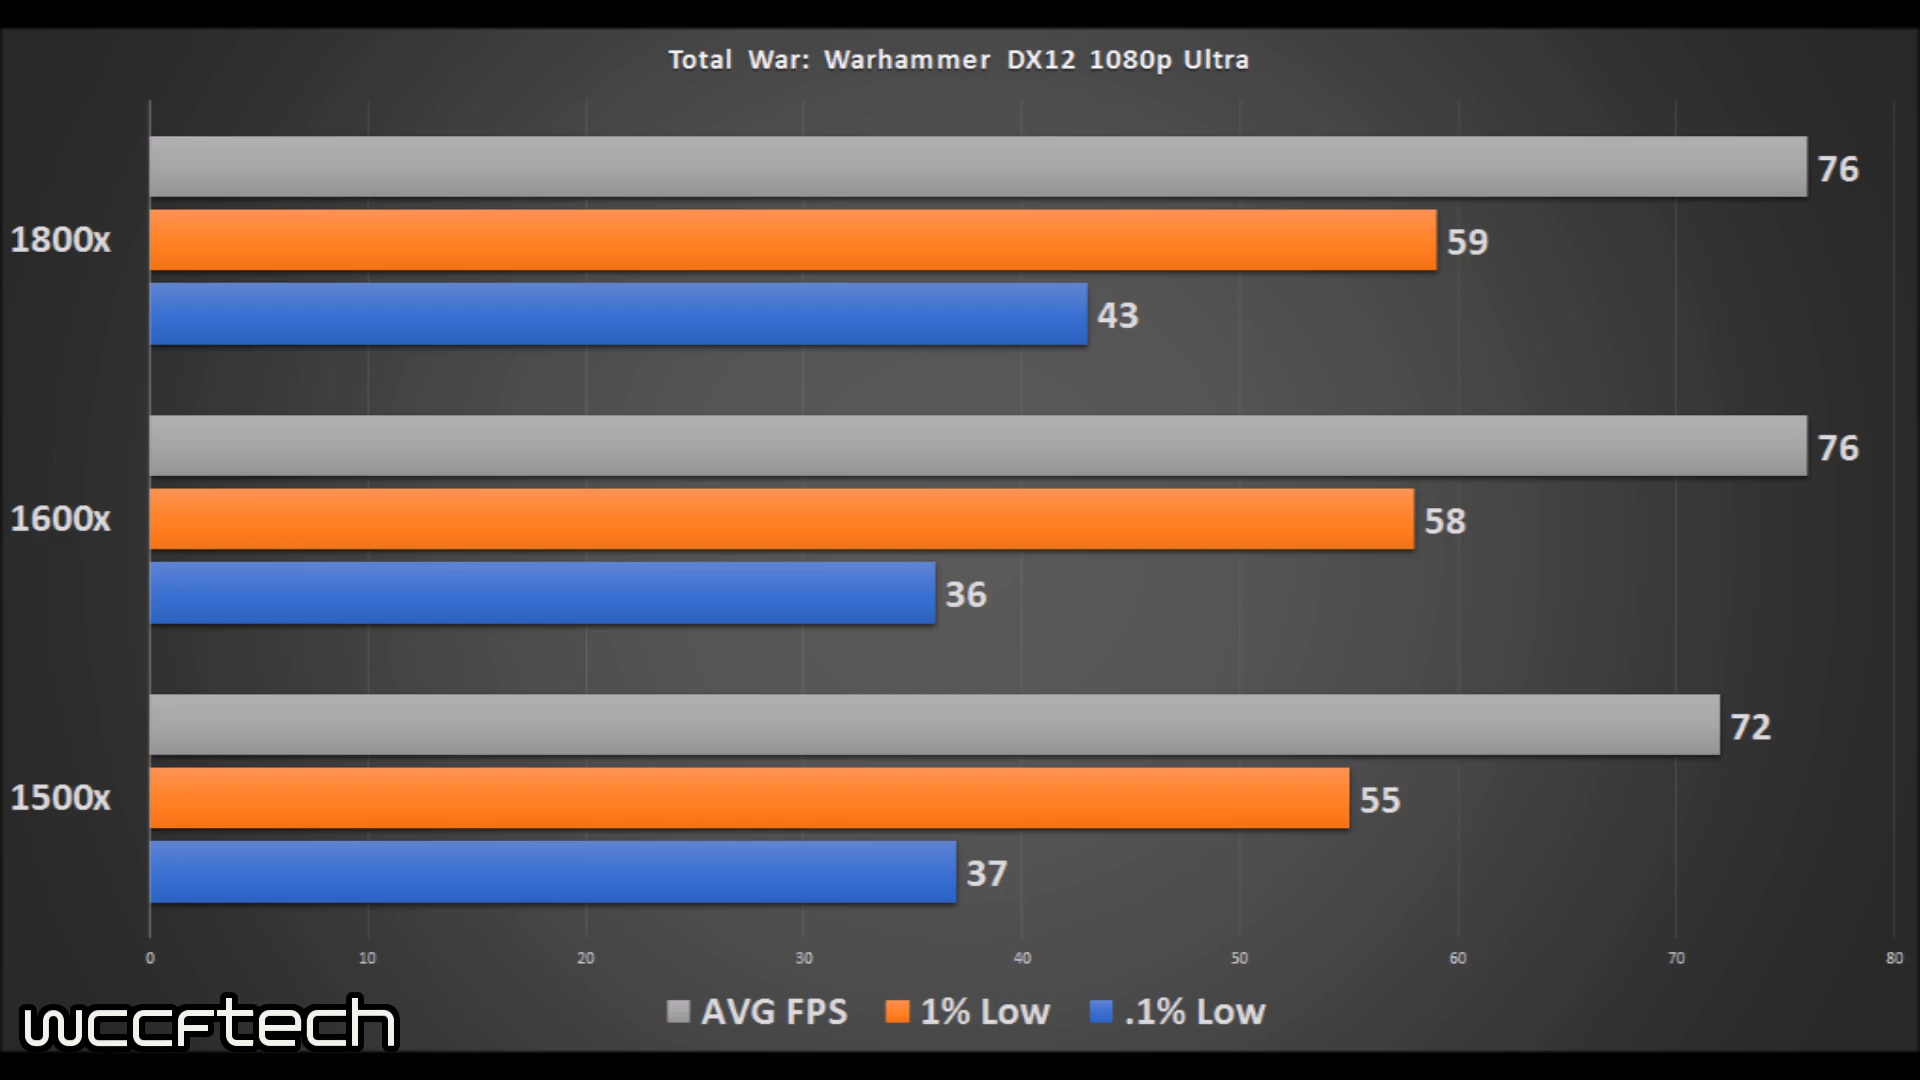 Total War: Warhammer DX12 1080p Ultra
76
1800x
59
43
76
1600x
58
36
72
1500x
55
37
0 10 20 30 40 50 60 70 80
AVG FPS 1% Low .1% Low
wccftech